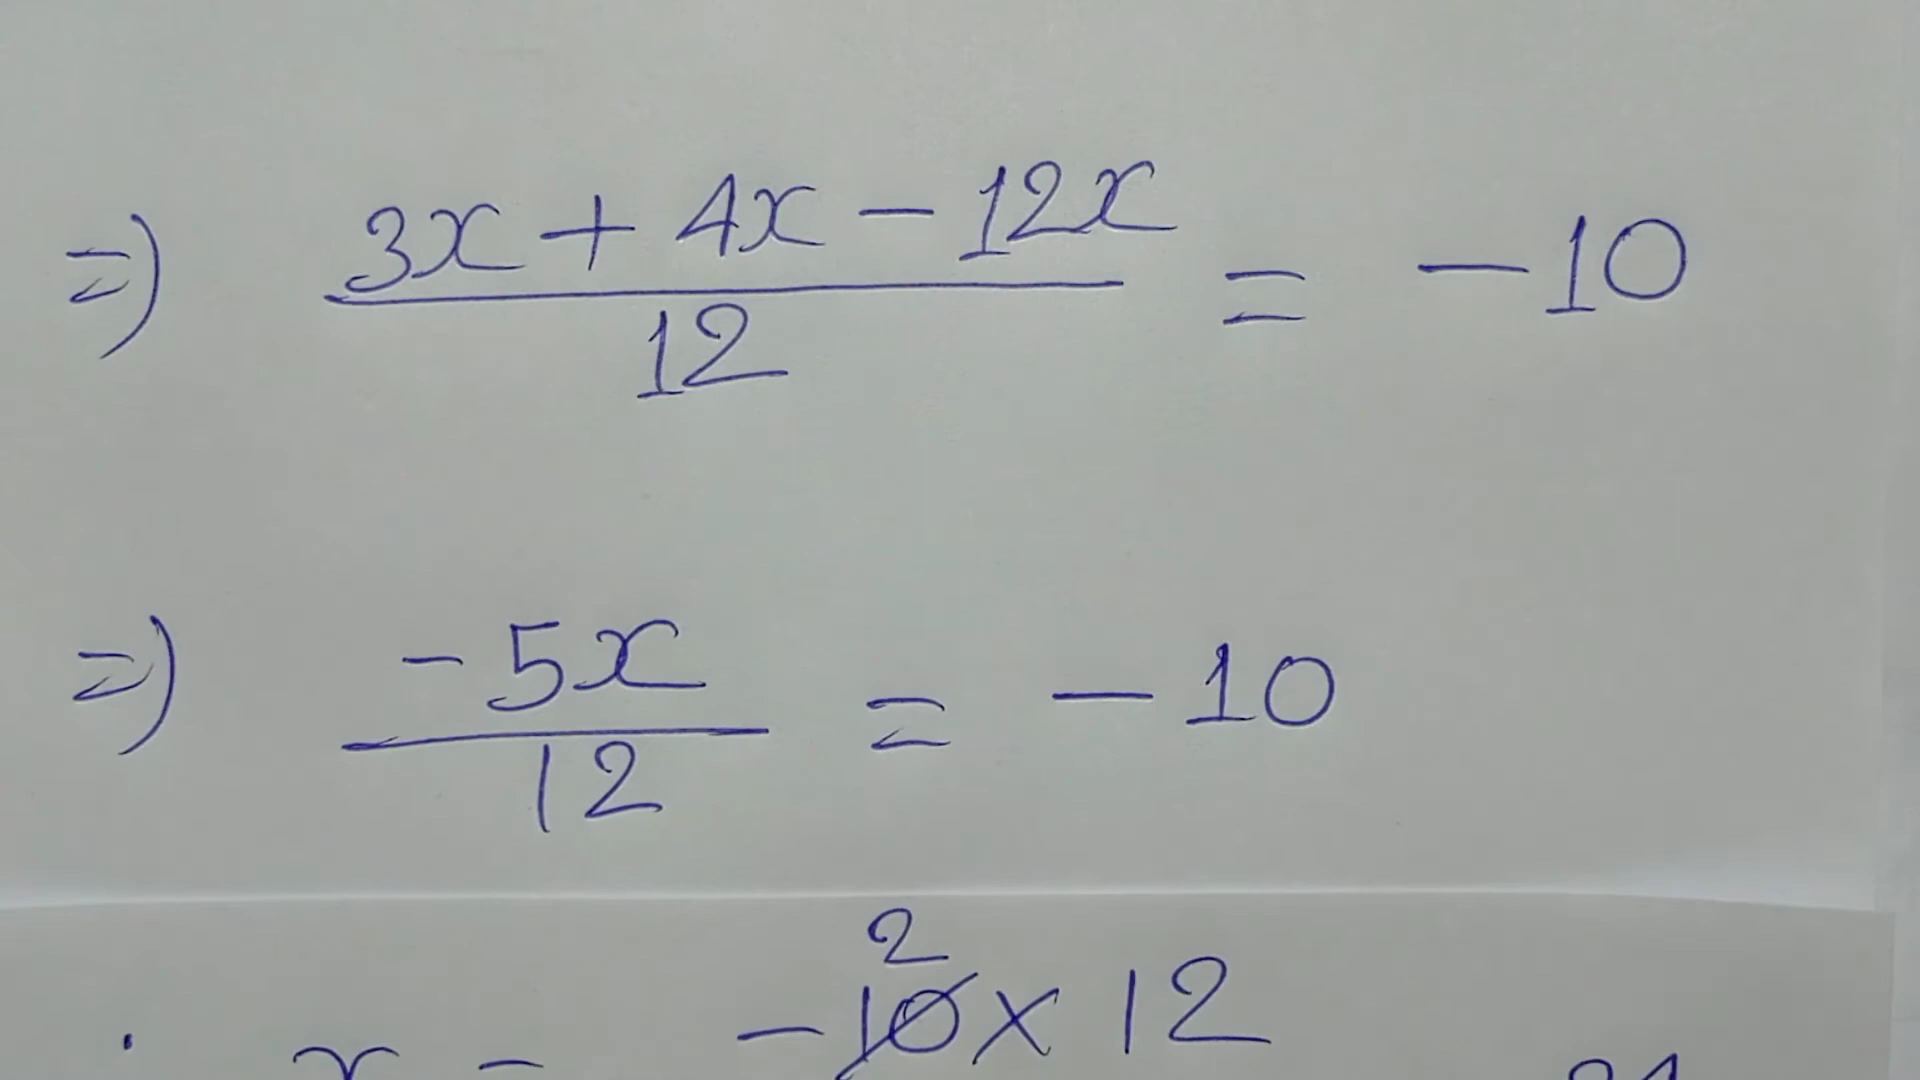 => 3x + 4x - 12x / 12 = - 10
=> - 5x / 12 = - 10
2
x = - 10 x 12